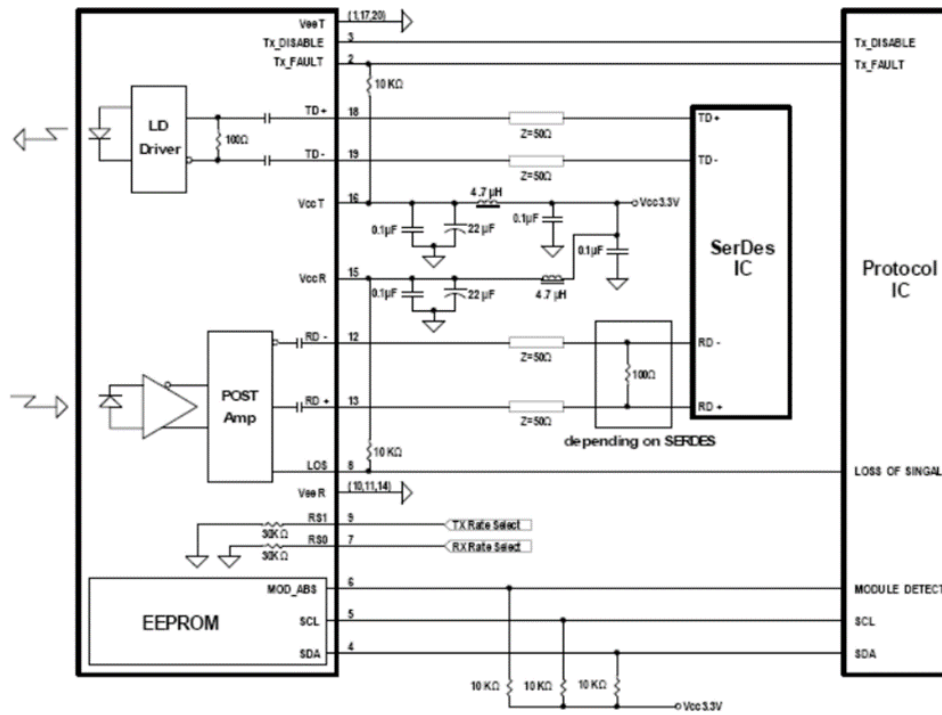 VeeT (1,17,20)
Tx_DISABLE 3 Tx_DISABLE
Tx_FAULT 2 Tx_FAULT
10 KΩ
LD Driver
100Ω
TD + 18 TD +
Z=50Ω
TD - 19 TD -
Z=50Ω
4.7 μH
VccT 16 Vcc3.3V
0.1μF 22 μF 0.1μF
0.1μF
SerDes IC
Protocol IC
VccR 15
0.1μF 22 μF 4.7 μH
RD - 12 RD -
Z=50Ω
100Ω
POST Amp
RD + 13 RD +
Z=50Ω
depending on SERDES
10 KΩ
LOS 8 LOSS OF SINGAL
VeeR (10,11,14)
RS1 9 TX Rate Select
30KΩ
RS0 7 RX Rate Select
30KΩ
MOD_ABS 6 MODULE DETECT
EEPROM
SCL 5 SCL
SDA 4 SDA
10 KΩ 10 KΩ 10 KΩ
Vcc3.3V